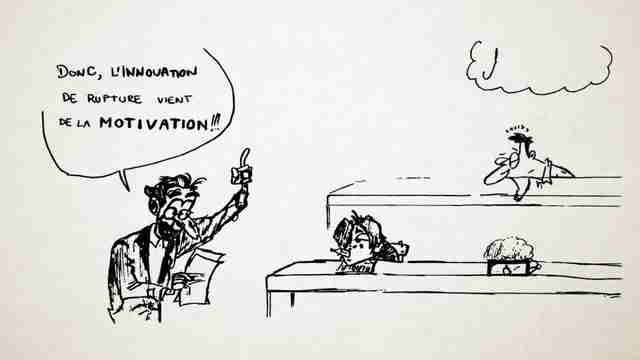 DONC, L'INNOVATION
DE RUPTURE VIENT
DE LA MOTIVATION!!!
J